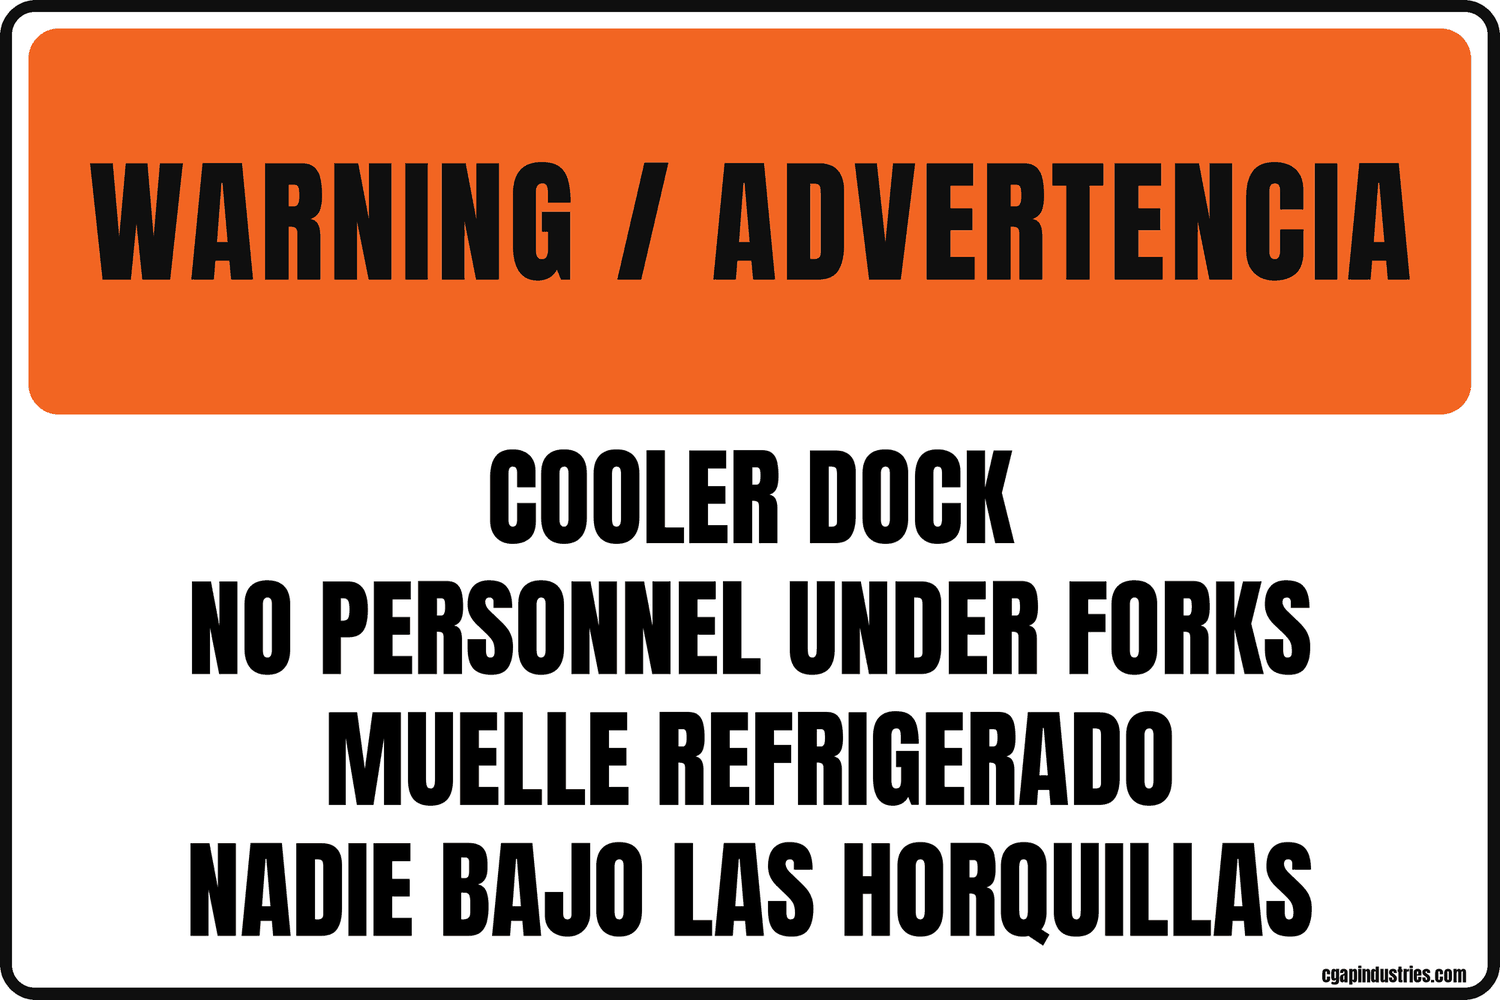 WARNING / ADVERTENCIA
COOLER DOCK
NO PERSONNEL UNDER FORKS
MUELLE REFRIGERADO
NADIE BAJO LAS HORQUILLAS
cgapindustries.com